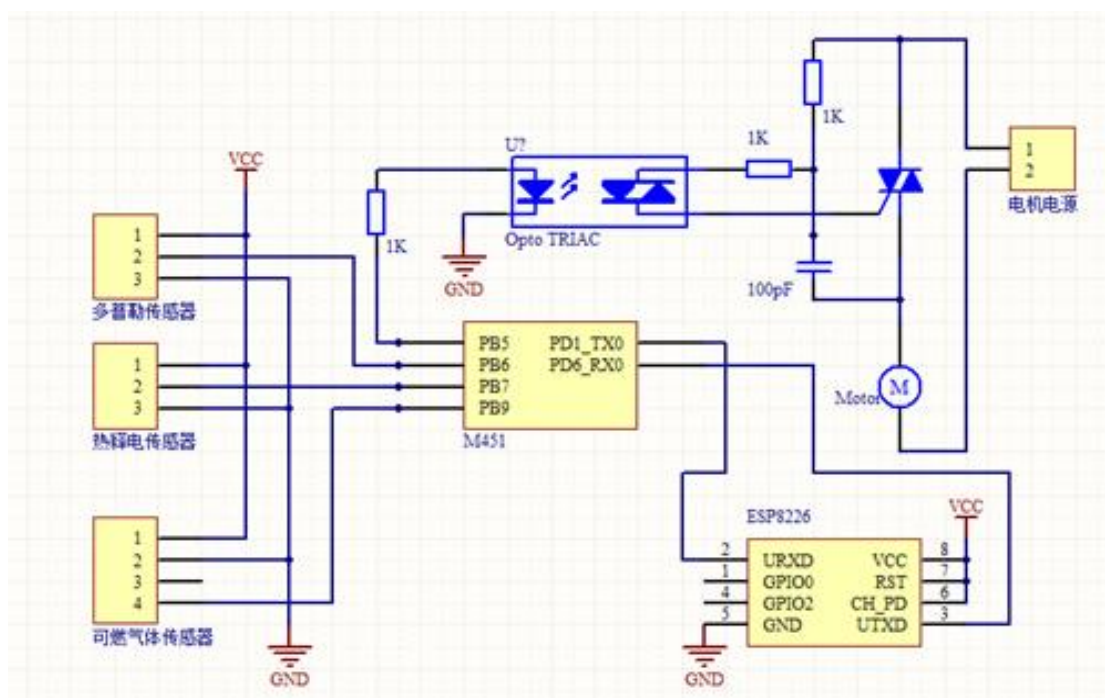 VCC
1
2
3
多普勒传感器
1
2
3
热释电传感器
1
2
3
4
可燃气体传感器
GND
1K
U?
Opto TRIAC
GND
1K
1K
100pF
1
2
电机电源
Motor
M
PB5
PB6
PB7
PB9
PD1_TX0
PD6_RX0
M451
ESP8226
VCC
2
1
4
5
URXD
GPIO0
GPIO2
GND
VCC
RST
CH_PD
UTXD
8
7
6
3
GND